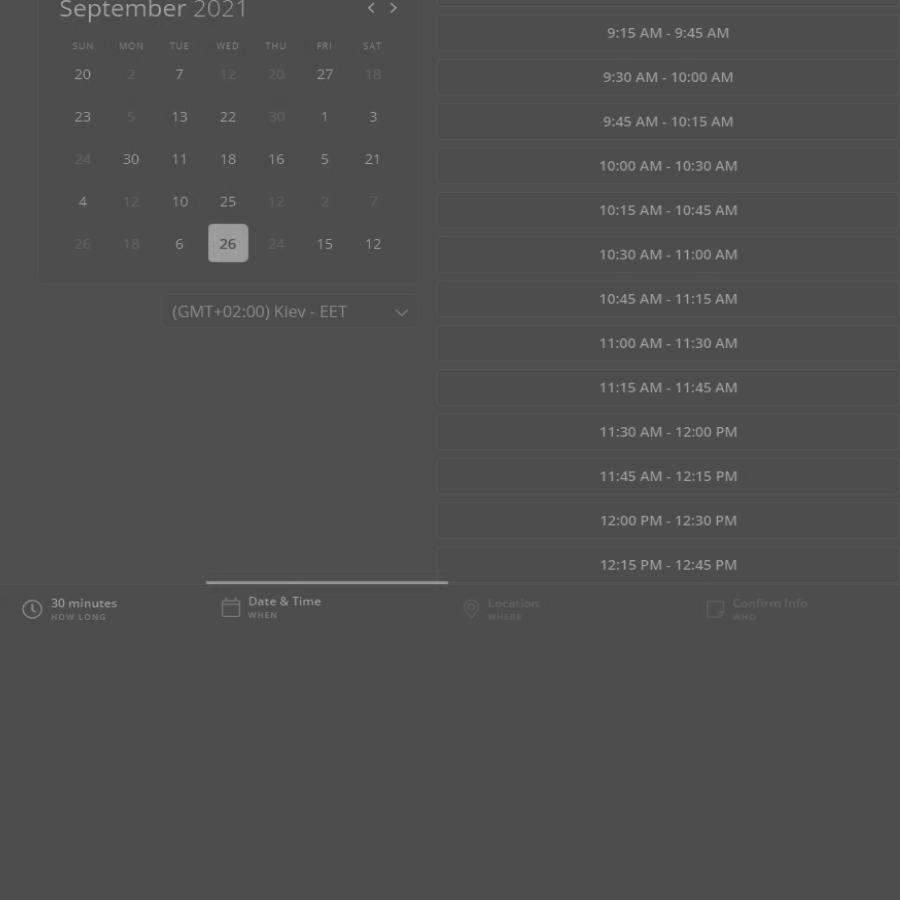 September 2021 < >
SUN MON TUE WED THU FRI SAT
20 2 7 12 20 27 18
23 5 13 22 30 1 3
24 30 11 18 16 5 21
4 12 10 25 12 2 7
26 18 6 26 24 15 12
(GMT+02:00) Kiev - EET
9:15 AM - 9:45 AM
9:30 AM - 10:00 AM
9:45 AM - 10:15 AM
10:00 AM - 10:30 AM
10:15 AM - 10:45 AM
10:30 AM - 11:00 AM
10:45 AM - 11:15 AM
11:00 AM - 11:30 AM
11:15 AM - 11:45 AM
11:30 AM - 12:00 PM
11:45 AM - 12:15 PM
12:00 PM - 12:30 PM
12:15 PM - 12:45 PM
30 minutes
HOW LONG
Date & Time
WHEN
Location
WHERE
Confirm Info
WHO